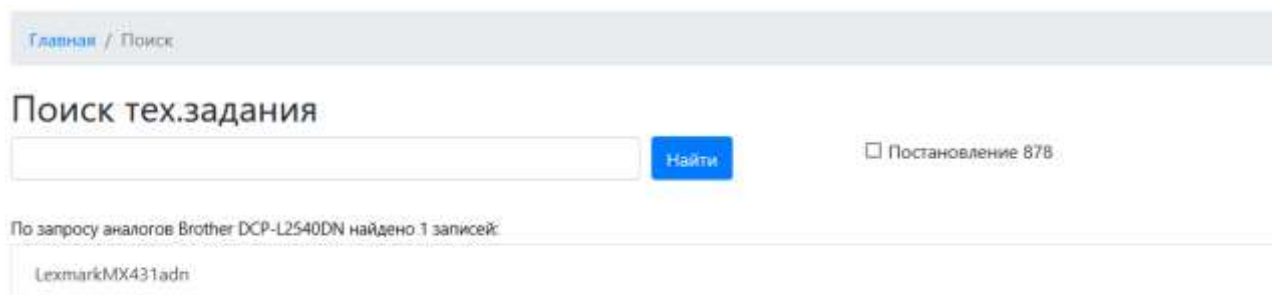 Главная / Поиск
Поиск тех.задания
Найти
Постановление 878
По запросу аналогов Brother DCP-L2540DN найдено 1 записей:
LexmarkMX431adn